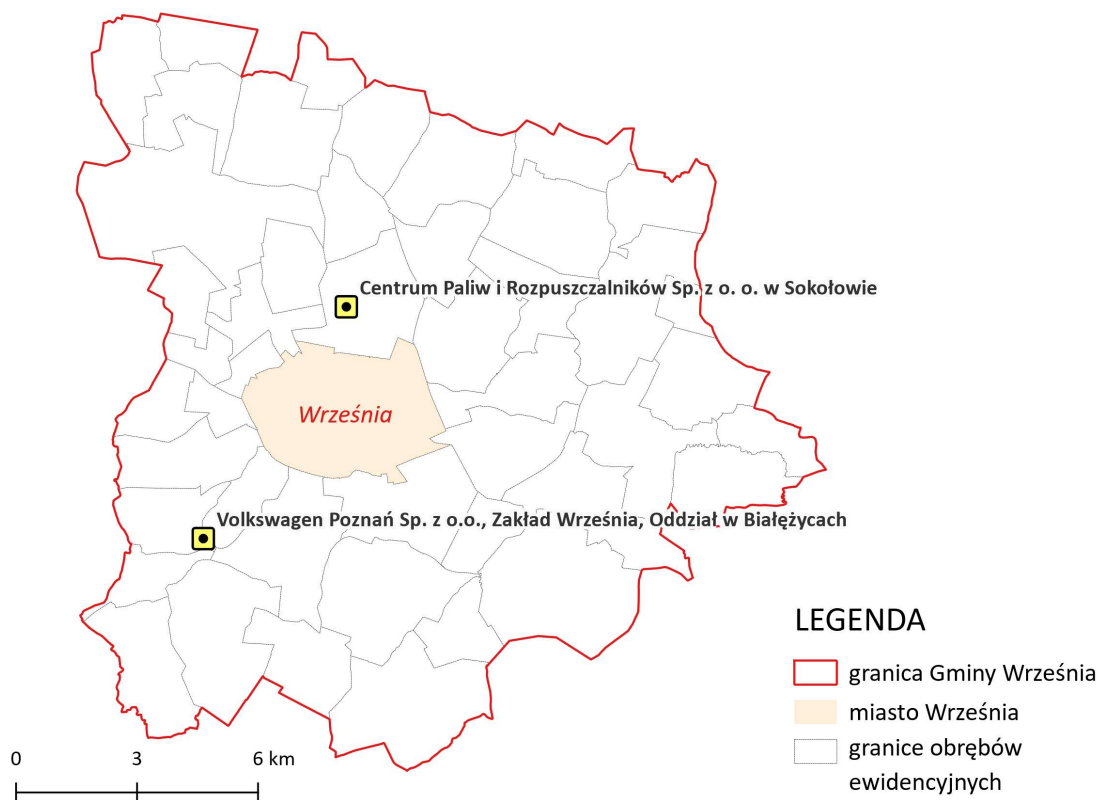 Centrum Paliw i Rozpuszczalników Sp. z o. o. w Sokołowie
Września
Volkswagen Poznań Sp. z o.o., Zakład Września, Oddział w Białężycach
LEGENDA
granica Gminy Września
miasto Września
granice obrębów
ewidencyjnych
0 3 6 km